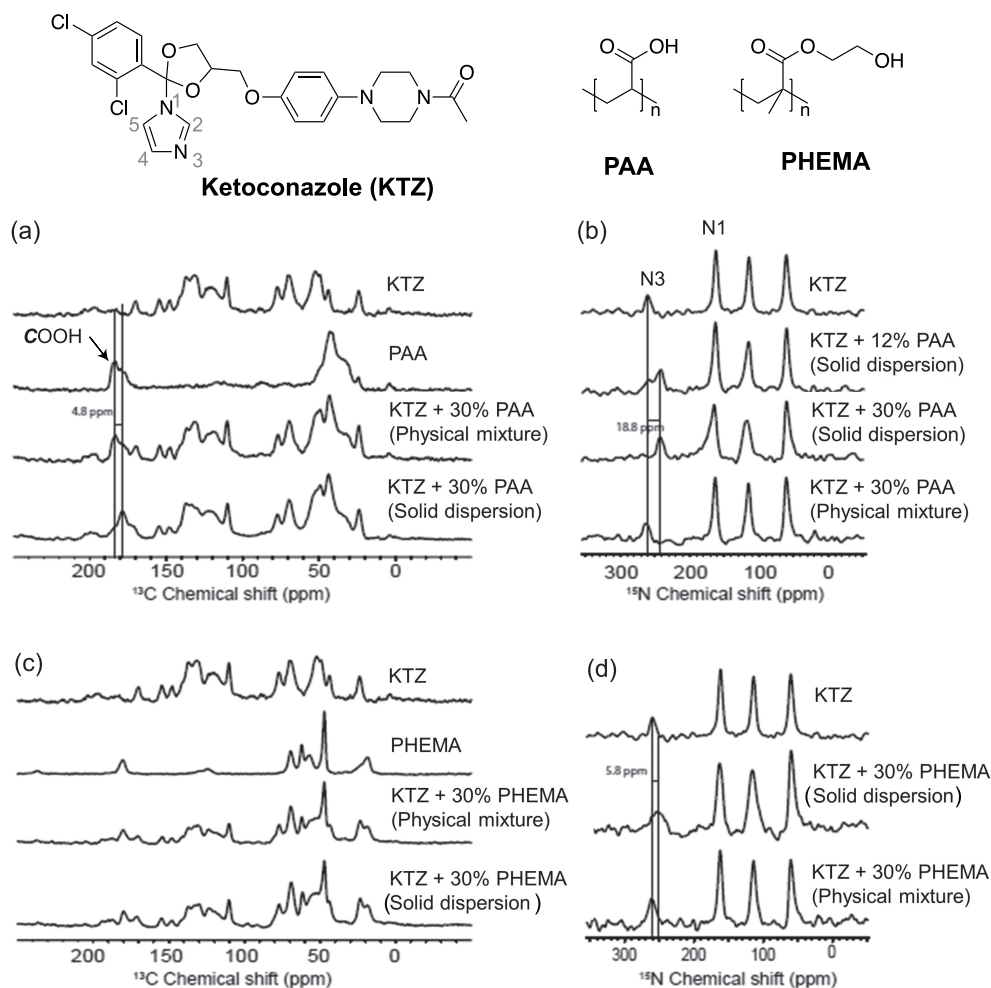 Cl
O
OH
O
O
O
O
OH
Cl
O
O
N
N
N
1
5
2
4
N
3
n
n
PAA
PHEMA
Ketoconazole (KTZ)
(a)
KTZ
COOH
PAA
4.8 ppm
KTZ + 30% PAA
(Physical mixture)
KTZ + 30% PAA
(Solid dispersion)
200
150
100
50
0
¹³C Chemical shift (ppm)
(b)
N1
N3
KTZ
KTZ + 12% PAA
(Solid dispersion)
KTZ + 30% PAA
18.8 ppm
(Solid dispersion)
KTZ + 30% PAA
(Physical mixture)
300
200
100
0
¹⁵N Chemical shift (ppm)
(c)
KTZ
PHEMA
KTZ + 30% PHEMA
(Physical mixture)
KTZ + 30% PHEMA
(Solid dispersion)
200
150
100
50
0
¹³C Chemical shift (ppm)
(d)
KTZ
5.8 ppm
KTZ + 30% PHEMA
(Solid dispersion)
KTZ + 30% PHEMA
(Physical mixture)
300
200
100
0
¹⁵N Chemical shift (ppm)